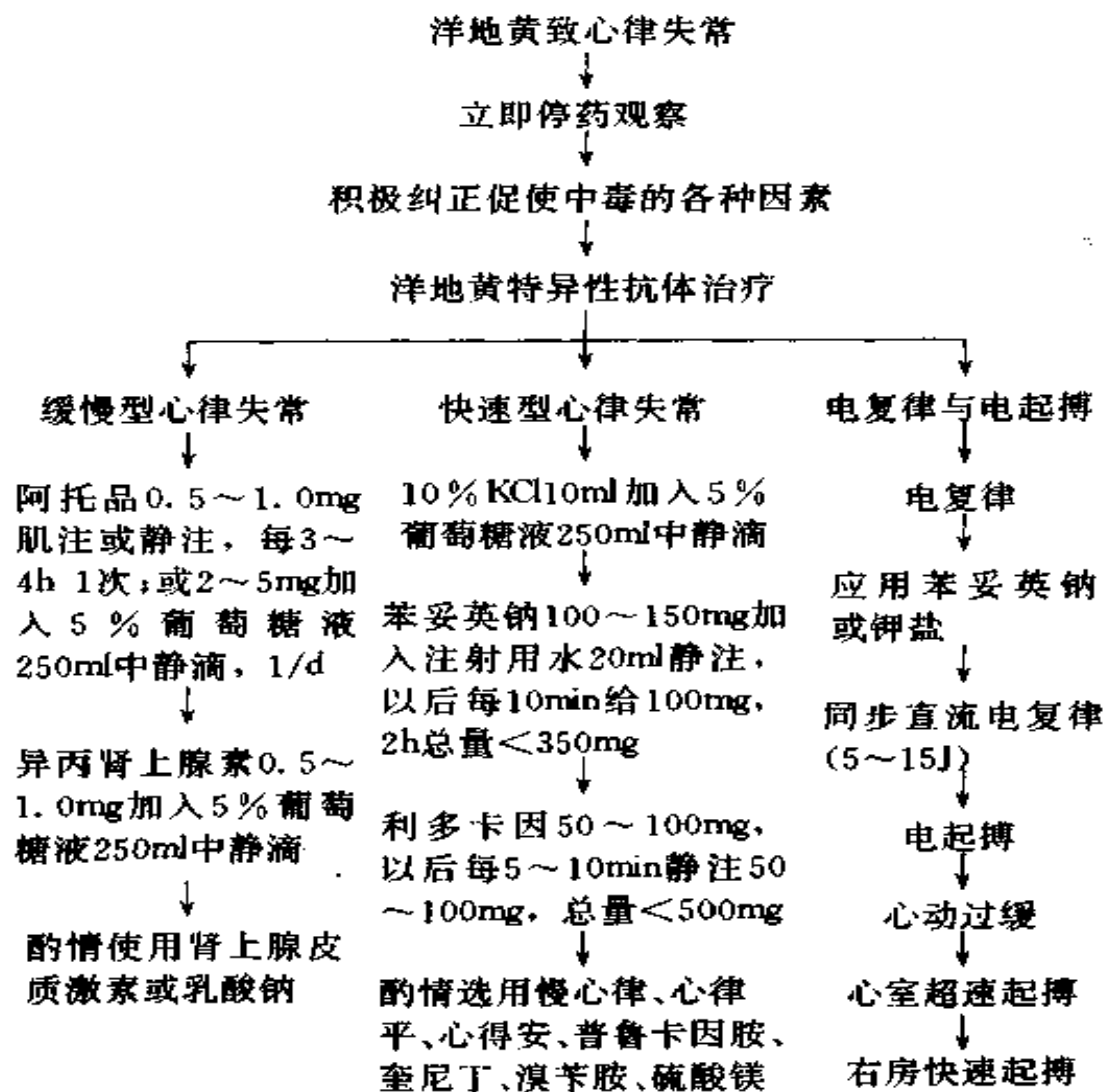 洋地黄致心律失常
立即停药观察
积极纠正促使中毒的各种因素
洋地黄特异性抗体治疗
缓慢型心律失常
阿托品0.5～1.0mg
肌注或静注，每3～
4h 1次；或2～5mg加
入5%葡萄糖液
250ml中静滴，1/d
异丙肾上腺素0.5～
1.0mg加入5%葡萄
糖液250ml中静滴
酌情使用肾上腺皮
质激素或乳酸钠
快速型心律失常
10%KCl10ml加入5%
葡萄糖液250ml中静滴
苯妥英钠100～150mg加
入注射用水20ml静注，
以后每10min给100mg，
2h总量＜350mg
利多卡因50～100mg，
以后每5～10min静注50
～100mg，总量＜500mg
酌情选用慢心律、心律
平、心得安、普鲁卡因胺、
奎尼丁、溴苄胺、硫酸镁
电复律与电起搏
电复律
应用苯妥英钠
或钾盐
同步直流电复律
(5～15J)
电起搏
心动过缓
心室超速起搏
右房快速起搏